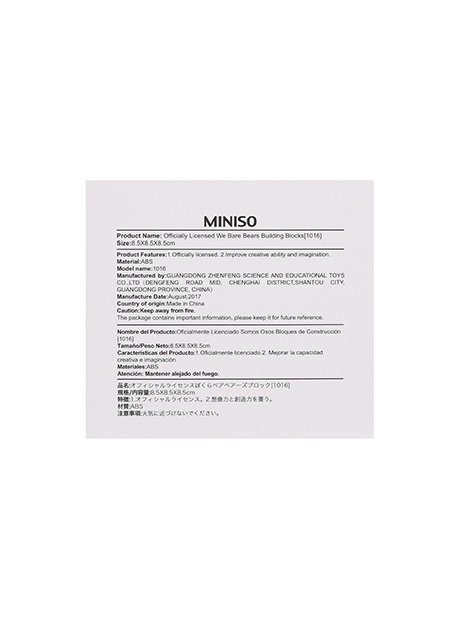 MINISO
Product Name: Officially Licensed We Bare Bears Building Blocks[1016]
Size:8.5X8.5X8.5cm
Product Features:1.Officially licensed. 2.Improve creative ability and imagination.
Material:ABS
Model name:1016
Manufactured by:GUANGDONG ZHENFENG SCIENCE AND EDUCATIONAL TOYS
CO.,LTD（DENGFENG ROAD MID, CHENGHAI DISTRICT,SHANTOU CITY,
GUANGDONG PROVINCE, CHINA）
Manufacture Date:August,2017
Country of origin:Made in China
Caution:Keep away from fire.
The package contains important information, please keep it for future reference.
Nombre del Producto:Oficialmente Licenciado Somos Osos Bloques de Construcción
[1016]
Tamaño/Peso Neto:8.5X8.5X8.5cm
Características del Producto:1.Oficialmente licenciado.2. Mejorar la capacidad
creativa e imaginación.
Materiales:ABS
Atención: Mantener alejado del fuego.
品名:オフィシャルライセンスぼくらベアベアーズブロック[1016]
规格/内容量:8.5X8.5X8.5cm
特徴:1.オフィシャルライセンス。2.想像力と創造力を養う。
材質:ABS
注意事項:火気に近づけないでください。